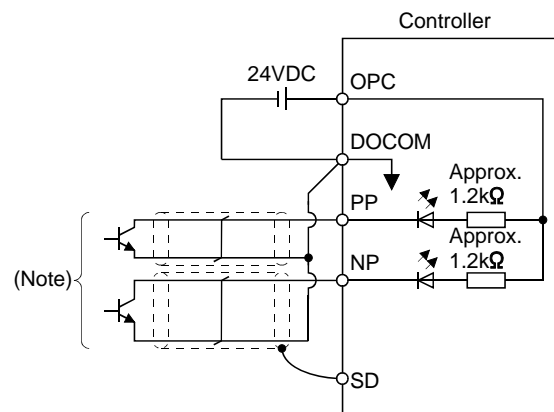 Controller
24VDC
OPC
DOCOM
Approx.
1.2kΩ
PP
Approx.
1.2kΩ
NP
(Note)
SD